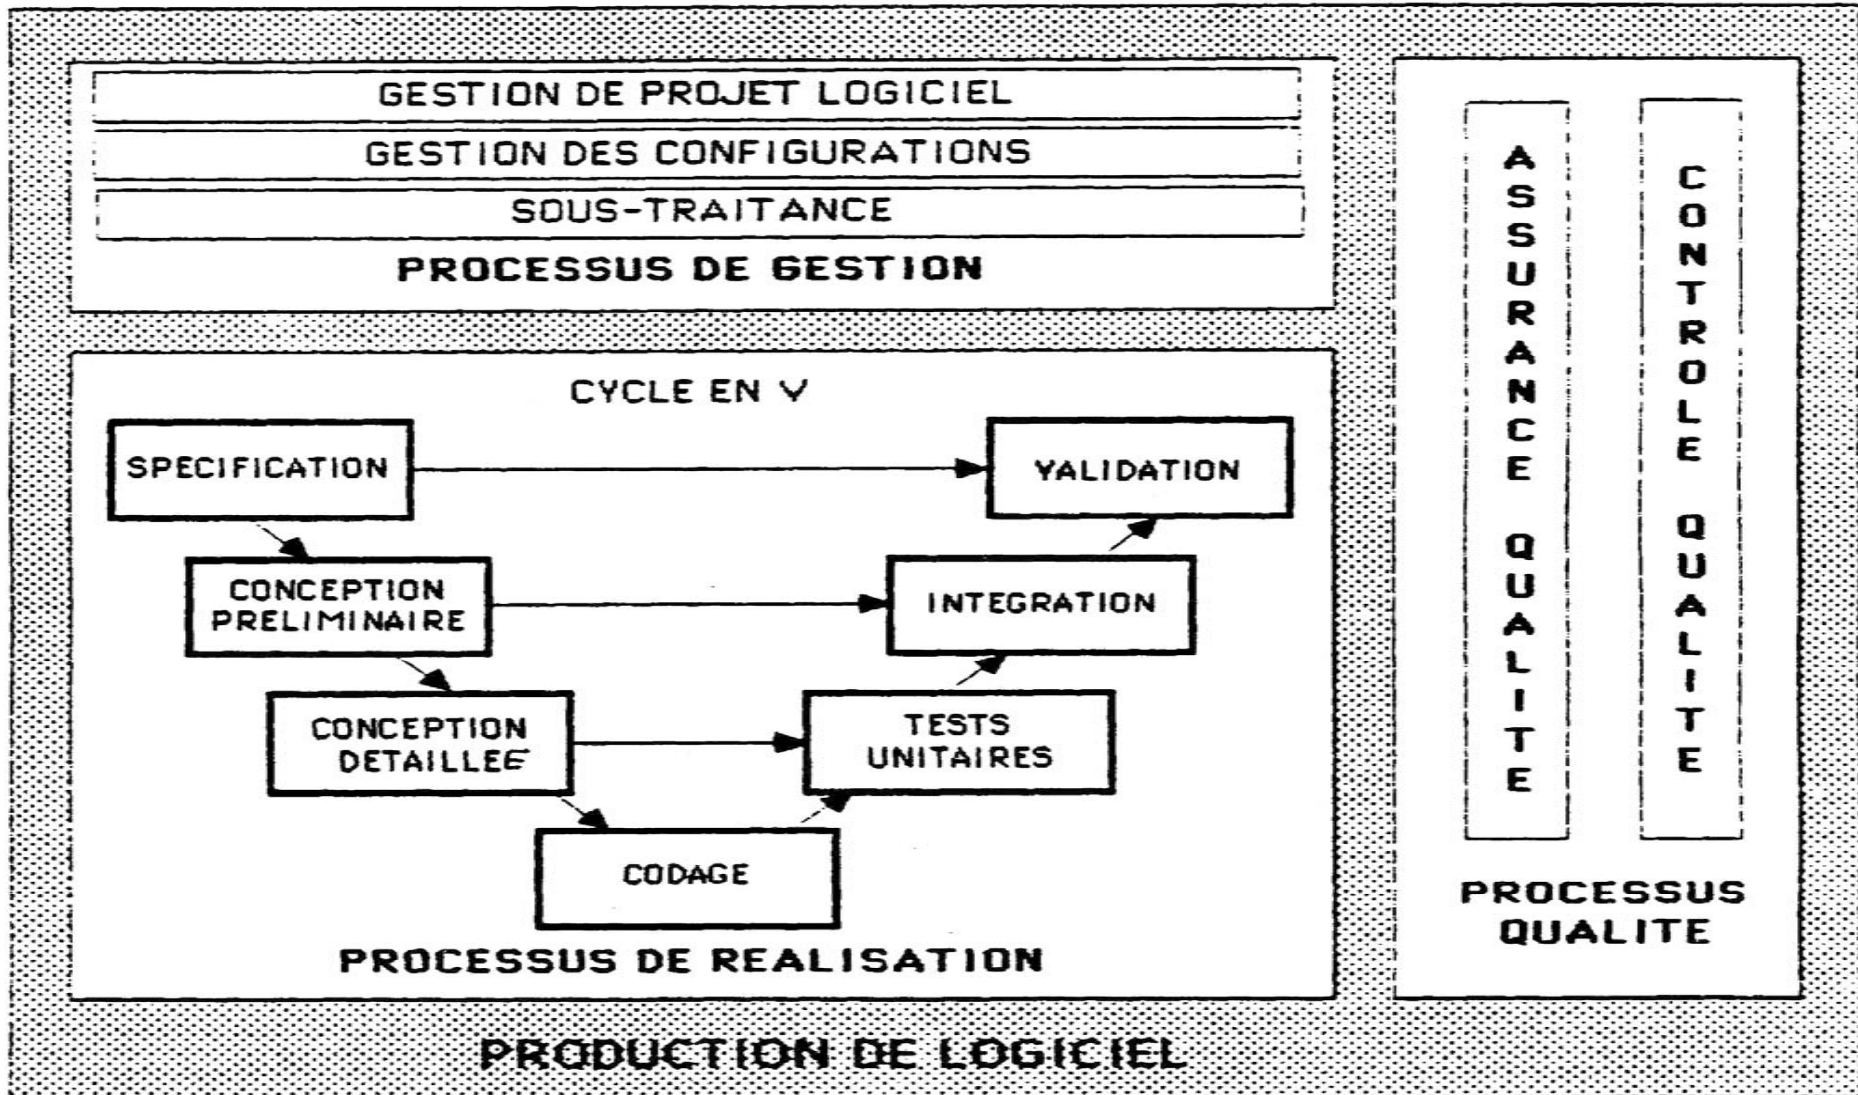 GESTION DE PROJET LOGICIEL
GESTION DES CONFIGURATIONS
SOUS-TRAITANCE
PROCESSUS DE GESTION
CYCLE EN V
SPECIFICATION
VALIDATION
CONCEPTION
PRELIMINAIRE
INTEGRATION
CONCEPTION
DETAILLEE
TESTS
UNITAIRES
CODAGE
PROCESSUS DE REALISATION
ASSURANCE QUALITE
CONTROLE QUALITE
PROCESSUS
QUALITE
PRODUCTION DE LOGICIEL